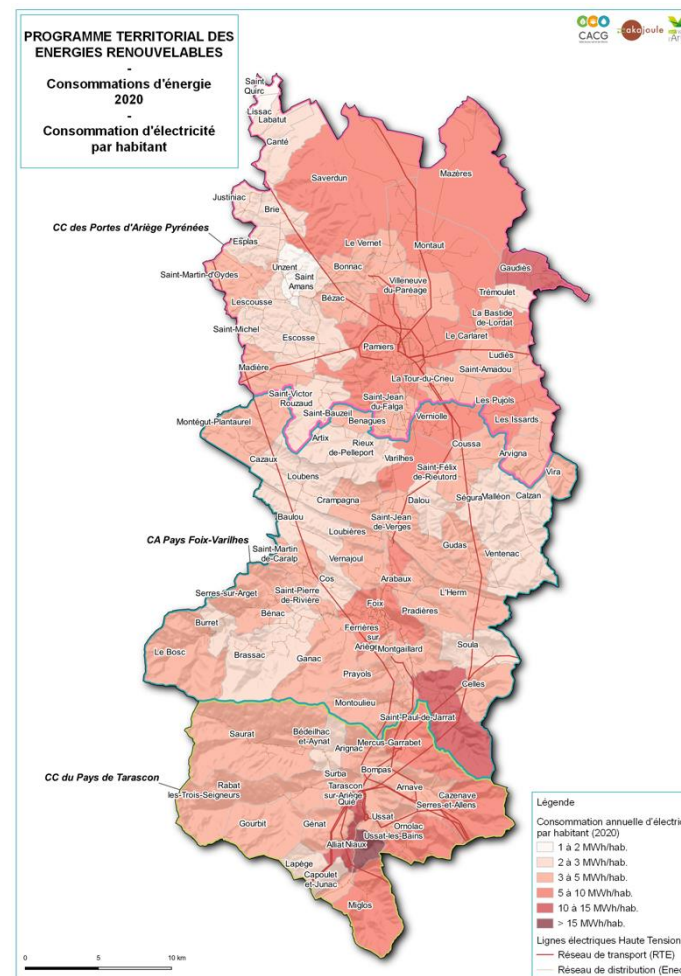 PROGRAMME TERRITORIAL DES
ENERGIES RENOUVELABLES
-
Consommations d'énergie
2020
-
Consommation d'électricité
par habitant
CACG
akajoule
Saint
Quirc
Lissac
Labatut
Canté
Saverdun
Mazères
Justiniac
Brie
CC des Portes d'Ariège Pyrénées
Esplas
Le Vernet
Montaut
Saint-Martin-d'Oydes
Unzent
Saint
Amans
Bonnac
Gaudiès
Villeneuve
du-Paréage
Trémoulet
Lescousse
Bézac
La Bastide
de-Lordat
Saint-Michel
Escosse
Pamiers
Le Carlaret
Ludiès
Madière
La Tour-du-Crieu
Saint-Amadou
Saint-Victor
Rouzaud
Saint-Jean
du-Falga
Les Pujols
Montégut-Plantaurel
Saint-Bauzeil
Benagues
Verniolle
Les Issards
Artix
Rieux
de-Pelleport
Coussa
Arvigna
Cazaux
Varilhes
Saint-Félix
de-Rieutord
Vira
Loubens
Crampagna
Dalou
Ségura
Malléon
Calzan
Baulou
Saint-Jean
de-Verges
Loubières
Gudas
CA Pays Foix-Varilhes
Saint-Martin
de-Caralp
Vernajoul
Ventenac
Cos
Arabaux
Serres-sur-Arget
Saint-Pierre
de-Rivière
Foix
L'Herm
Bénac
Pradières
Burret
Ferrières
sur
Ariège
Montgaillard
Soula
Le Bosc
Brassac
Ganac
Prayols
Celles
Montoulieu
Saint-Paul-de-Jarrat
Saurat
Bédeilhac
et-Aynat
Arignac
Mercus-Garrabet
CC du Pays de Tarascon
Surba
Bompas
Rabat
les-Trois-Seigneurs
Tarascon
sur-Ariège
Quié
Arnave
Cazenave
Serres-et-Allens
Gourbit
Génat
Ussat
Ornolac
Ussat-les-Bains
Alliat
Niaux
Lapège
Capoulet
et-Junac
Miglos
Légende
Consommation annuelle d'électric
par habitant (2020)
1 à 2 MWh/hab.
2 à 3 MWh/hab.
3 à 5 MWh/hab.
5 à 10 MWh/hab.
10 à 15 MWh/hab.
> 15 MWh/hab.
Lignes électriques Haute Tension
Réseau de transport (RTE)
Réseau de distribution (Ene
0 5 10 km